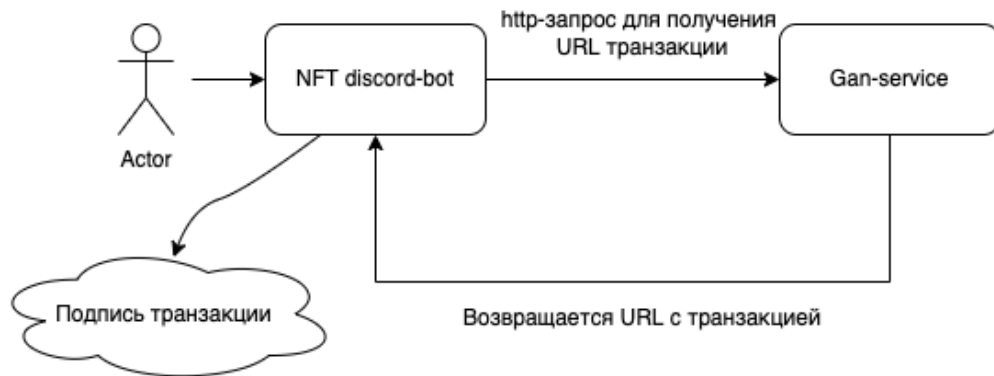 http-запрос для получения
URL транзакции
NFT discord-bot
Gan-service
Actor
Подпись транзакции
Возвращается URL с транзакцией